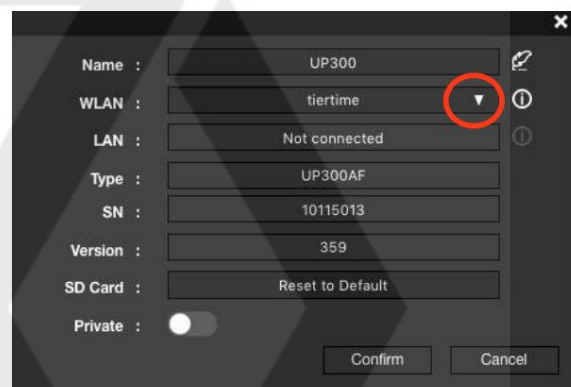 Name : UP300
WLAN : tiertime
LAN : Not connected
Type : UP300AF
SN : 10115013
Version : 359
SD Card : Reset to Default
Private :
Confirm Cancel